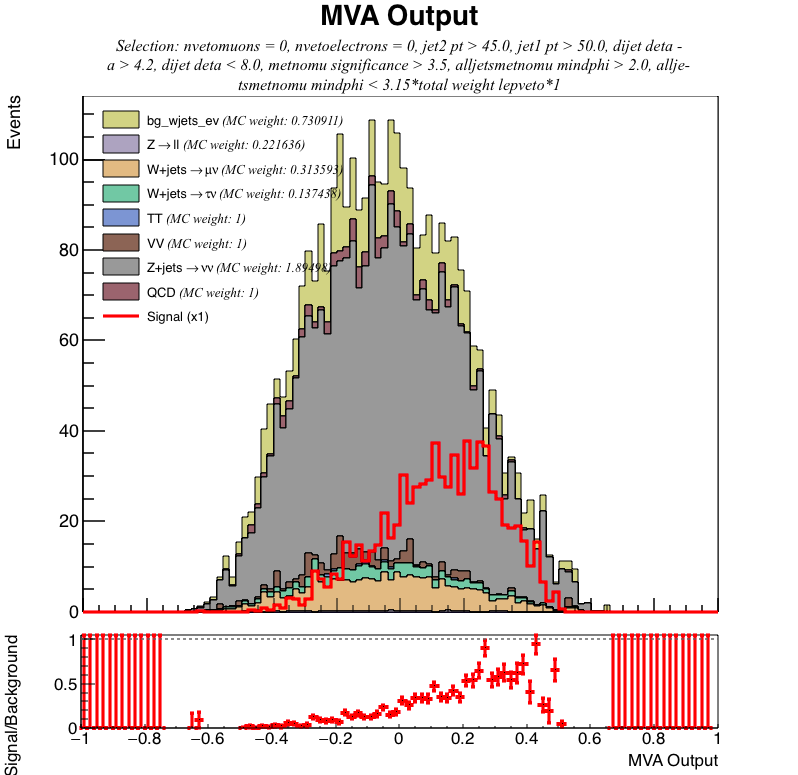 MVA Output
Selection: nvetomuons = 0, nvetoelectrons = 0, jet2 pt > 45.0, jet1 pt > 50.0, dijet deta -
a > 4.2, dijet deta < 8.0, metnomu significance > 3.5, alljetsmetnomu mindphi > 2.0, allje-
tsmetnomu mindphi < 3.15*total weight lepveto*1
Events
bg_wjets_ev (MC weight: 0.730911)
Z→ll (MC weight: 0.221636)
W+jets→μν (MC weight: 0.313593)
W+jets→τν (MC weight: 0.137438)
TT (MC weight: 1)
VV (MC weight: 1)
Z+jets→νν (MC weight: 1.89498)
QCD (MC weight: 1)
Signal (x1)
100
80
60
40
20
0
Signal/Background
1
0.5
0
−1 −0.8 −0.6 −0.4 −0.2 0 0.2 0.4 0.6 0.8 1
MVA Output